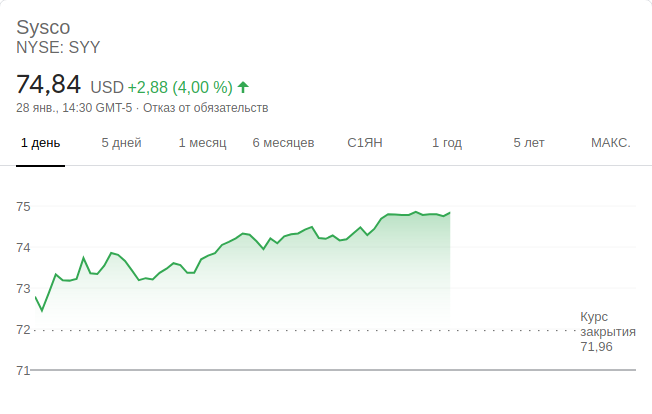 Sysco
NYSE: SYY
74,84 USD +2,88 (4,00 %)
28 янв., 14:30 GMT-5 · Отказ от обязательств
1 день 5 дней 1 месяц 6 месяцев С1ЯН 1 год 5 лет МАКС.
75
74
73
Курс
72 закрытия
71,96
71